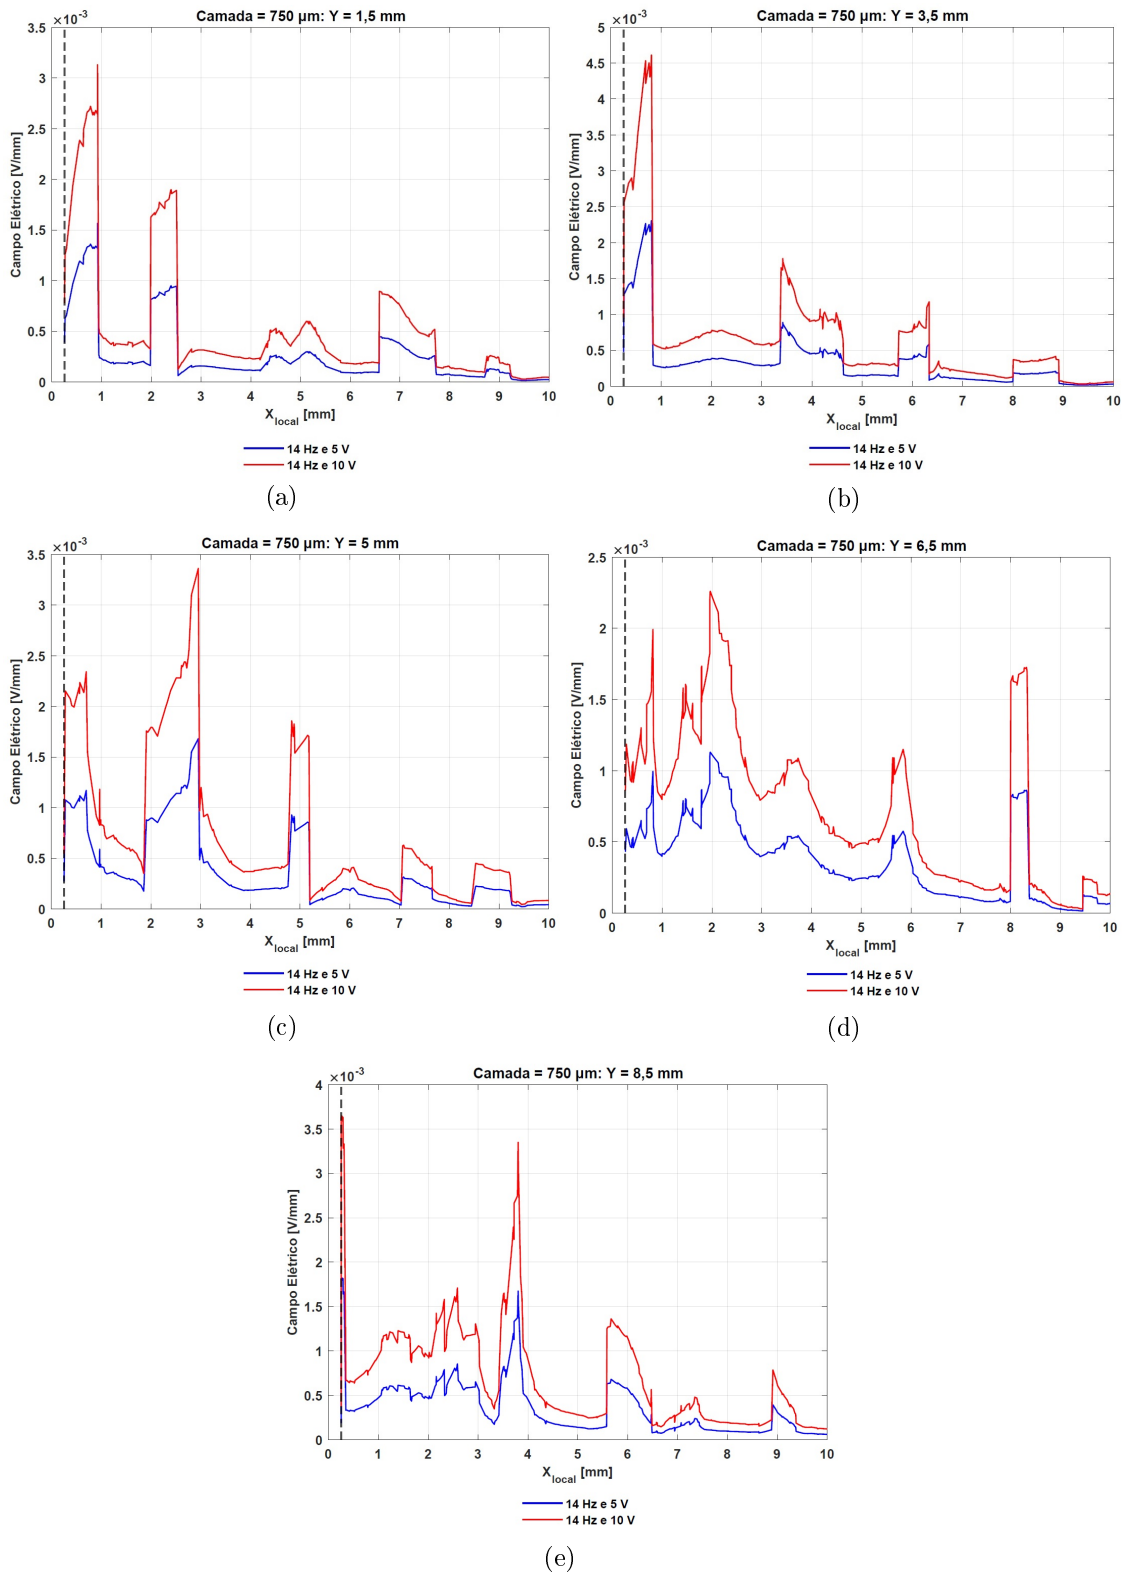 Camada = 750 µm: Y = 1,5 mm
×10-3
3.5
3
2.5
2
1.5
1
0.5
0
Campo Elétrico [V/mm]
0 1 2 3 4 5 6 7 8 9 10
Xlocal [mm]
14 Hz e 5 V
14 Hz e 10 V
(a)
Camada = 750 µm: Y = 3,5 mm
×10-3
5
4.5
4
3.5
3
2.5
2
1.5
1
0.5
0
Campo Elétrico [V/mm]
0 1 2 3 4 5 6 7 8 9 10
Xlocal [mm]
14 Hz e 5 V
14 Hz e 10 V
(b)
Camada = 750 µm: Y = 5 mm
×10-3
3.5
3
2.5
2
1.5
1
0.5
0
Campo Elétrico [V/mm]
0 1 2 3 4 5 6 7 8 9 10
Xlocal [mm]
14 Hz e 5 V
14 Hz e 10 V
(c)
Camada = 750 µm: Y = 6,5 mm
×10-3
2.5
2
1.5
1
0.5
0
Campo Elétrico [V/mm]
0 1 2 3 4 5 6 7 8 9 10
Xlocal [mm]
14 Hz e 5 V
14 Hz e 10 V
(d)
Camada = 750 µm: Y = 8,5 mm
×10-3
4
3.5
3
2.5
2
1.5
1
0.5
0
Campo Elétrico [V/mm]
0 1 2 3 4 5 6 7 8 9 10
Xlocal [mm]
14 Hz e 5 V
14 Hz e 10 V
(e)